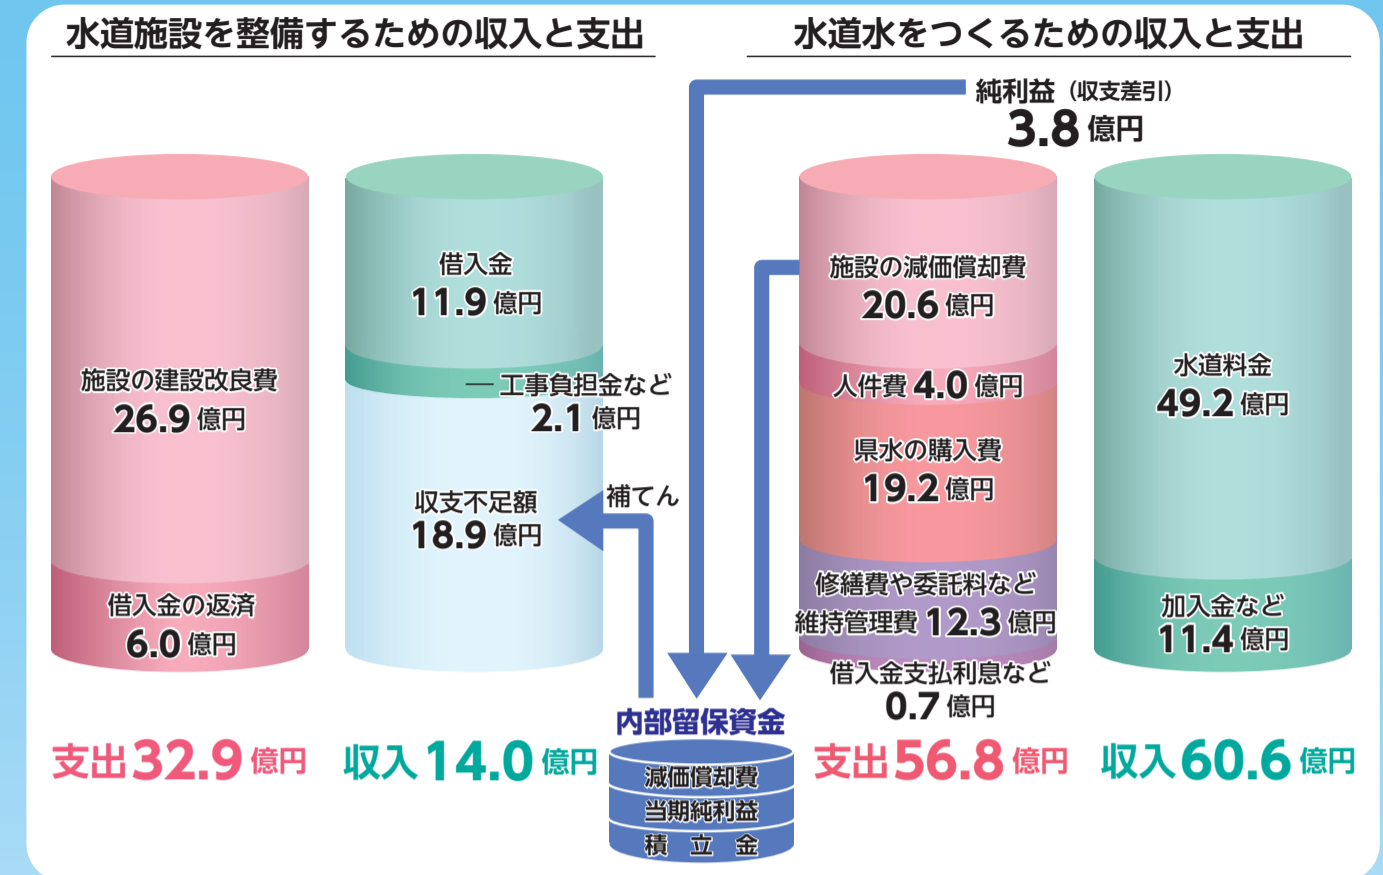 水道施設を整備するための収入と支出
施設の建設改良費
26.9億円
借入金の返済
6.0億円
支出32.9億円
借入金
11.9億円
工事負担金など
2.1億円
収支不足額
18.9億円
補てん
収入14.0億円
内部留保資金
減価償却費
当期純利益
積立金
水道水をつくるための収入と支出
純利益（収支差引）
3.8億円
施設の減価償却費
20.6億円
人件費4.0億円
県水の購入費
19.2億円
修繕費や委託料など
維持管理費12.3億円
借入金支払利息など
0.7億円
支出56.8億円
水道料金
49.2億円
加入金など
11.4億円
収入60.6億円